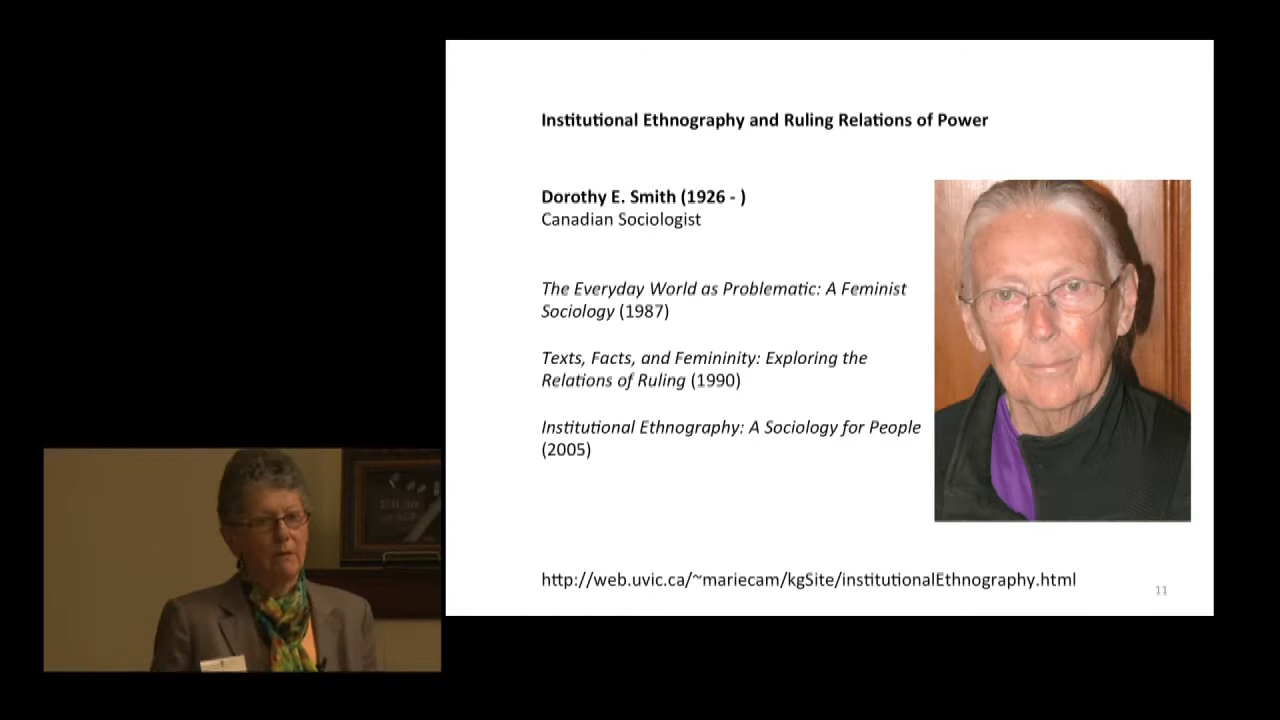 Institutional Ethnography and Ruling Relations of Power
Dorothy E. Smith (1926 - )
Canadian Sociologist
The Everyday World as Problematic: A Feminist
Sociology (1987)
Texts, Facts, and Femininity: Exploring the
Relations of Ruling (1990)
Institutional Ethnography: A Sociology for People
(2005)
http://web.uvic.ca/~mariecam/kgSite/institutionalEthnography.html
11